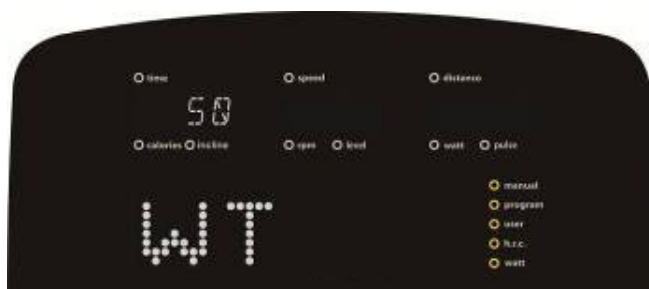 time speed distance
50
calories incline rpm level watt pulse
WT
manual
program
user
h.r.c.
watt